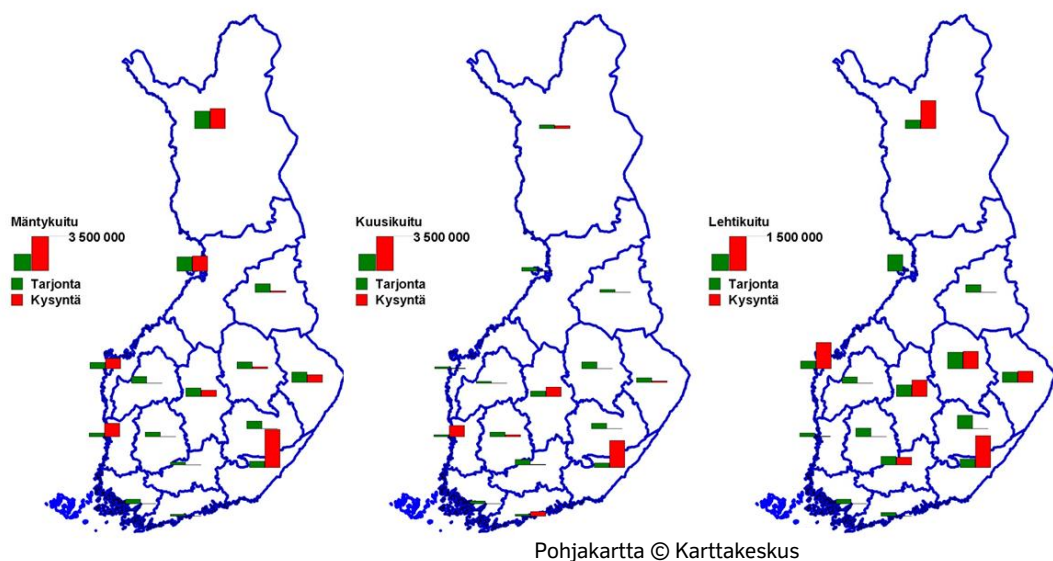 Mäntykuitu
3 500 000
Tarjonta
Kysyntä
Kuusikuitu
3 500 000
Tarjonta
Kysyntä
Lehtikuitu
1 500 000
Tarjonta
Kysyntä
Pohjakartta © Karttakeskus